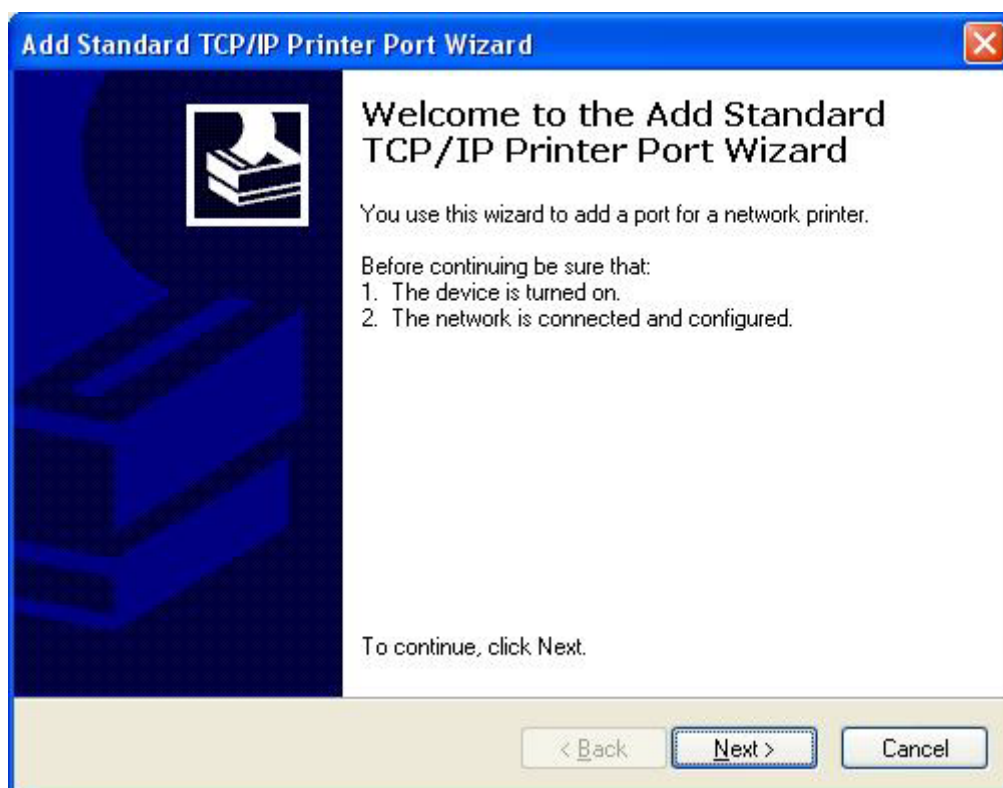 Add Standard TCP/IP Printer Port Wizard
Welcome to the Add Standard
TCP/IP Printer Port Wizard
You use this wizard to add a port for a network printer.
Before continuing be sure that:
1. The device is turned on.
2. The network is connected and configured.
To continue, click Next.
< Back Next > Cancel